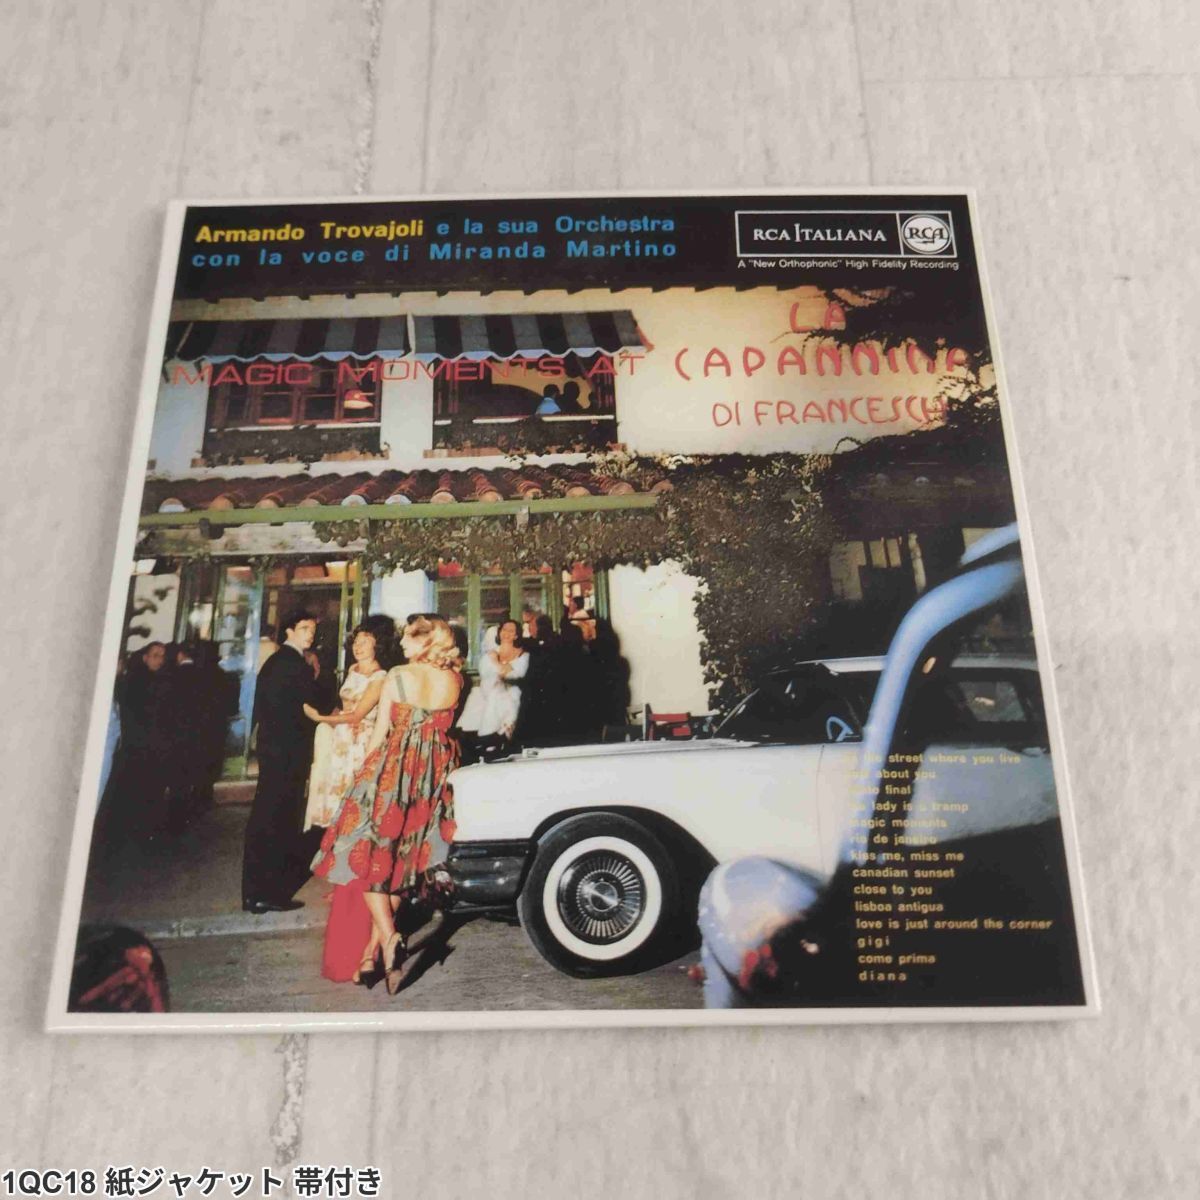 Armando Trovajoli e la sua Orchestra
con la voce di Miranda Martino
RCA ITALIANA
RCA
A "New Orthophonic" High Fidelity Recording
MAGIC MOMENTS AT
LA
CAPANNINA
DI FRANCESCHI
the street where you live
about you
final
lady is a tramp
magic moments
rio de janeiro
kiss me, miss me
canadian sunset
close to you
lisboa antigua
love is just around the corner
gigi
come prima
diana
1QC18 紙ジャケット 帯付き